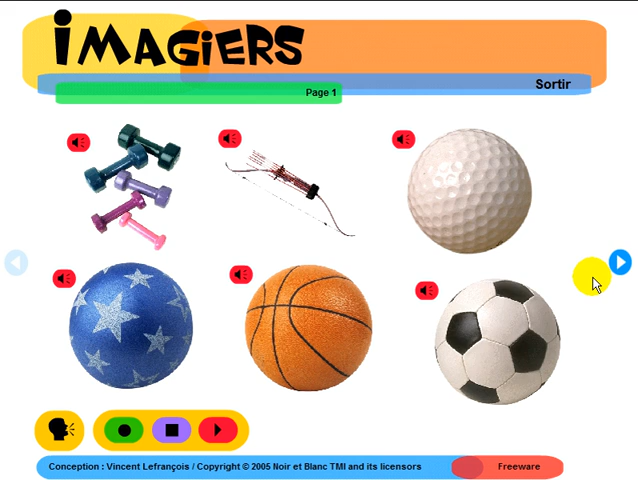 iMAGiERS
Sortir
Page 1
Conception : Vincent Lefrançois / Copyright © 2005 Noir et Blanc TMI and its licensors
Freeware